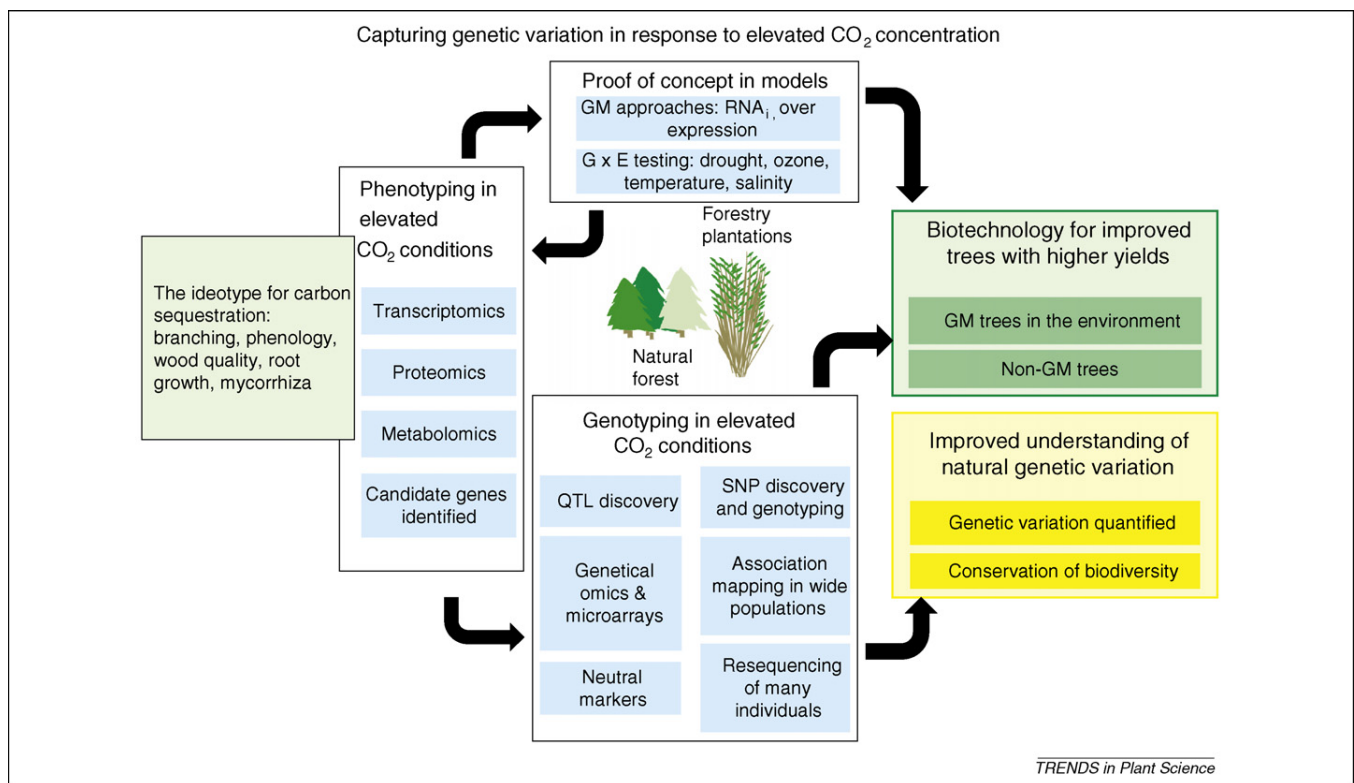 Capturing genetic variation in response to elevated CO₂ concentration
Proof of concept in models
GM approaches: RNAᵢ, over
expression
G x E testing: drought, ozone,
temperature, salinity
Phenotyping in
elevated
CO₂ conditions
Transcriptomics
Proteomics
Metabolomics
Candidate genes
identified
The ideotype for carbon
sequestration:
branching, phenology,
wood quality, root
growth, mycorrhiza
Forestry
plantations
Natural
forest
Genotyping in elevated
CO₂ conditions
QTL discovery
Genetical
omics &
microarrays
Neutral
markers
SNP discovery
and genotyping
Association
mapping in wide
populations
Resequencing
of many
individuals
Biotechnology for improved
trees with higher yields
GM trees in the environment
Non-GM trees
Improved understanding of
natural genetic variation
Genetic variation quantified
Conservation of biodiversity
TRENDS in Plant Science